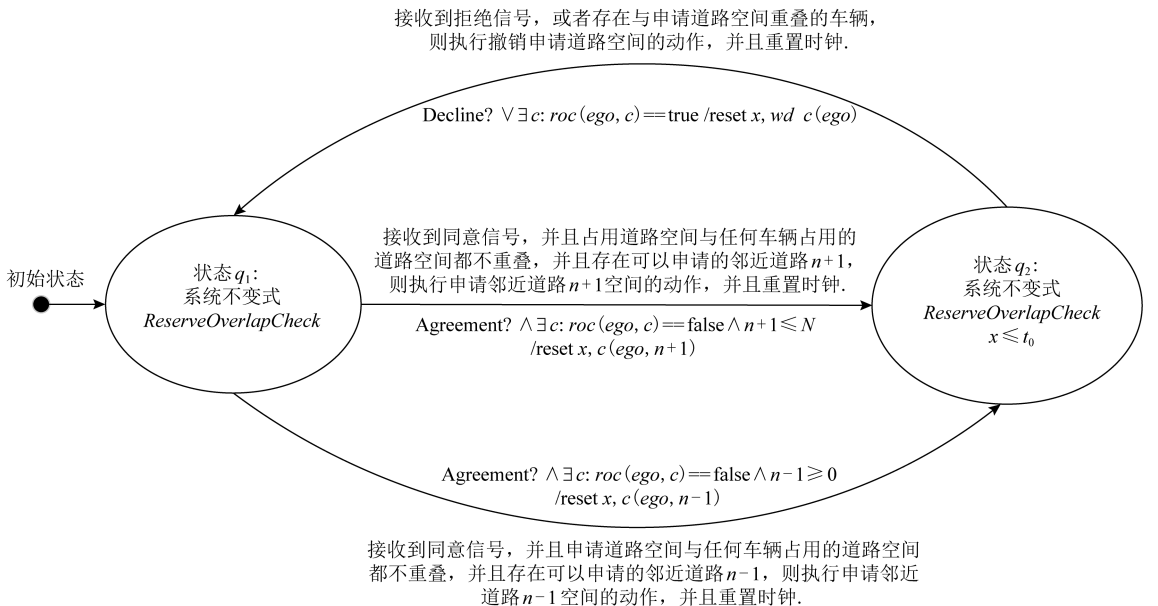 接收到拒绝信号，或者存在与申请道路空间重叠的车辆，
则执行撤销申请道路空间的动作，并且重置时钟.
Decline? ∨∃c: roc(ego, c)==true /reset x, wd c(ego)
初始状态
状态q₁：
系统不变式
ReserveOverlapCheck
接收到同意信号，并且占用道路空间与任何车辆占用的
道路空间都不重叠，并且存在可以申请的邻近道路n+1，
则执行申请邻近道路n+1空间的动作，并且重置时钟.
Agreement? ∧∃c: roc(ego, c)==false∧n+1≤N
/reset x, c(ego, n+1)
状态q₂：
系统不变式
ReserveOverlapCheck
x≤t₀
Agreement? ∧∃c: roc(ego, c)==false∧n-1≥0
/reset x, c(ego, n-1)
接收到同意信号，并且申请道路空间与任何车辆占用的道路空间
都不重叠，并且存在可以申请的邻近道路n-1，则执行申请邻近
道路n-1空间的动作，并且重置时钟.